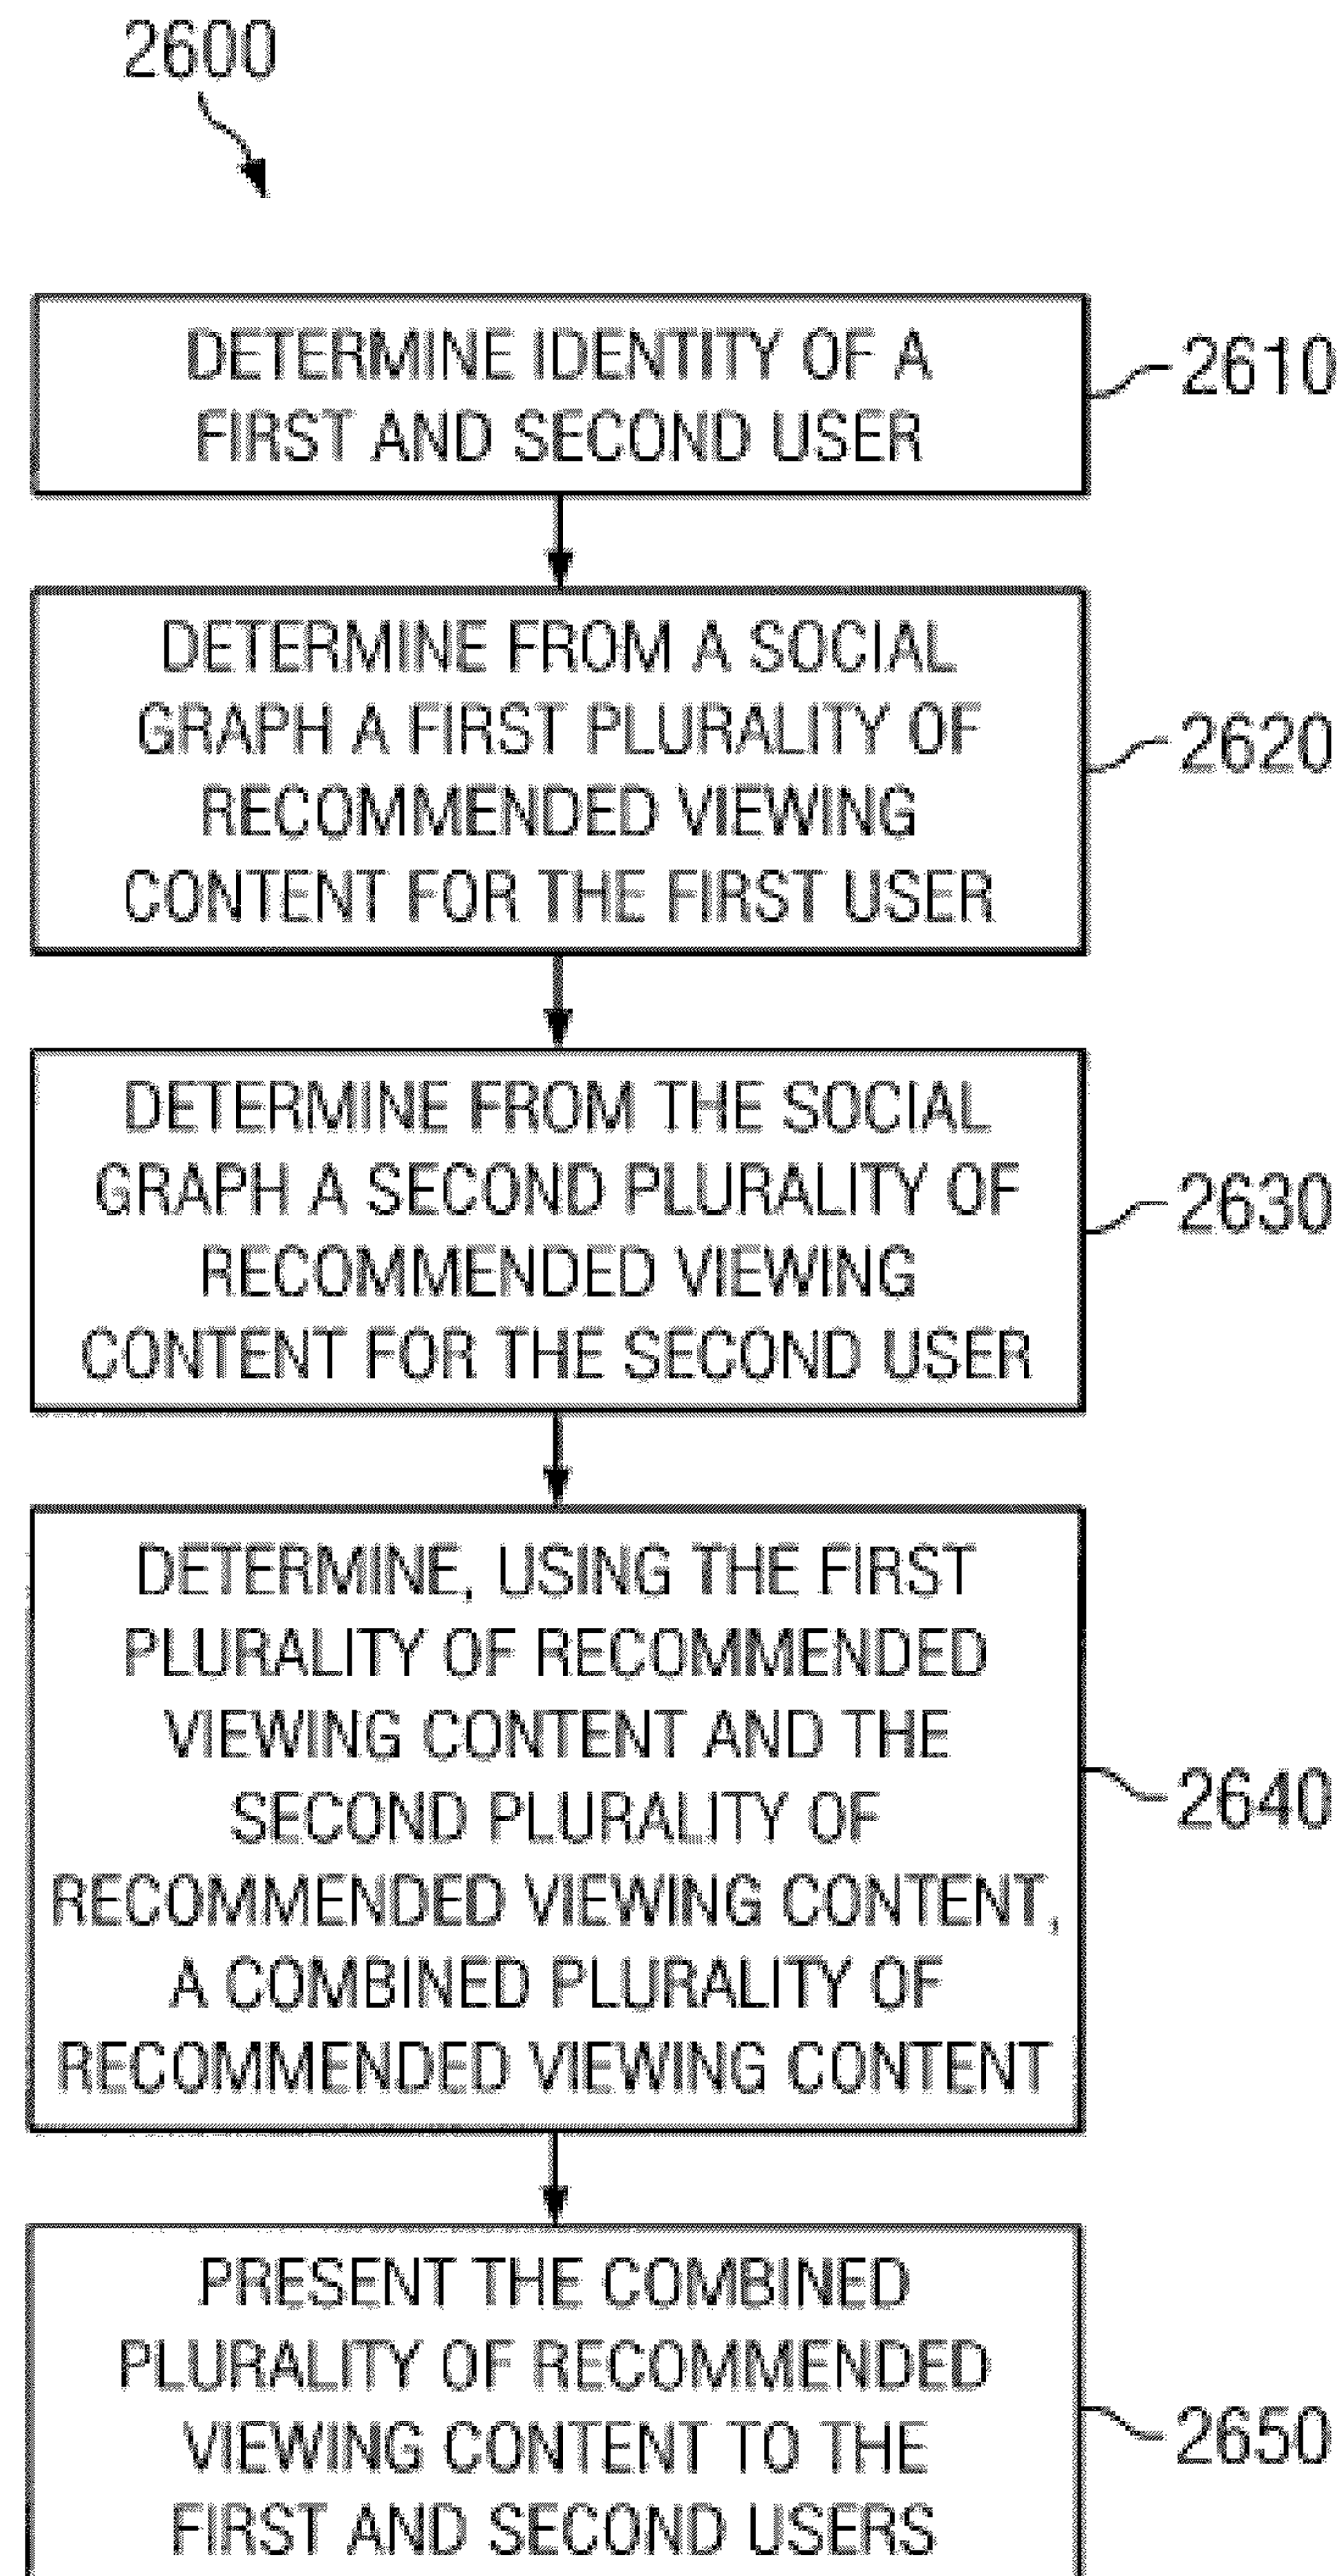 2600
DETERMINE IDENTITY OF A
FIRST AND SECOND USER
2610
DETERMINE FROM A SOCIAL
GRAPH A FIRST PLURALITY OF
RECOMMENDED VIEWING
CONTENT FOR THE FIRST USER
2620
DETERMINE FROM THE SOCIAL
GRAPH A SECOND PLURALITY OF
RECOMMENDED VIEWING
CONTENT FOR THE SECOND USER
2630
DETERMINE, USING THE FIRST
PLURALITY OF RECOMMENDED
VIEWING CONTENT AND THE
SECOND PLURALITY OF
RECOMMENDED VIEWING CONTENT,
A COMBINED PLURALITY OF
RECOMMENDED VIEWING CONTENT
2640
PRESENT THE COMBINED
PLURALITY OF RECOMMENDED
VIEWING CONTENT TO THE
FIRST AND SECOND USERS
2650